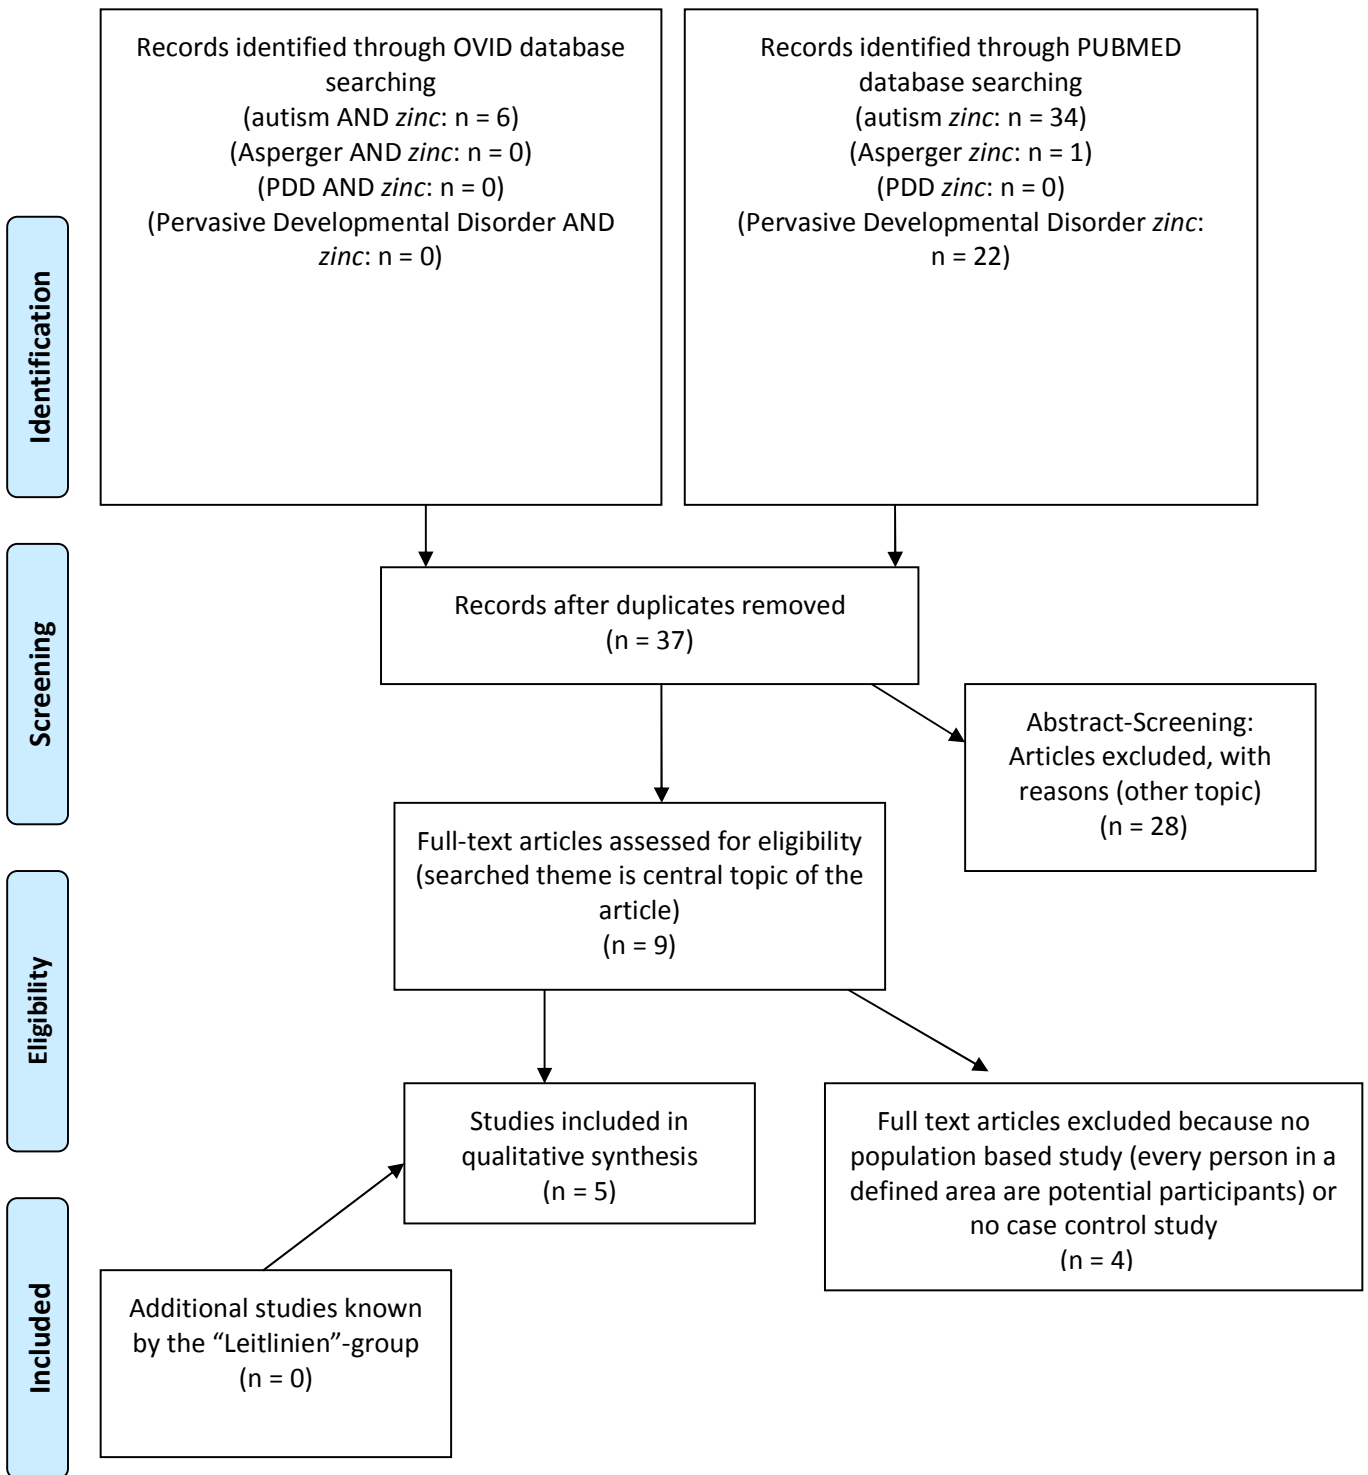 Records identified through OVID database
searching
(autism AND zinc: n = 6)
(Asperger AND zinc: n = 0)
(PDD AND zinc: n = 0)
(Pervasive Developmental Disorder AND
zinc: n = 0)
Records identified through PUBMED
database searching
(autism zinc: n = 34)
(Asperger zinc: n = 1)
(PDD zinc: n = 0)
(Pervasive Developmental Disorder zinc:
n = 22)
Identification
Records after duplicates removed
(n = 37)
Screening
Abstract-Screening:
Articles excluded, with
reasons (other topic)
(n = 28)
Full-text articles assessed for eligibility
(searched theme is central topic of the
article)
(n = 9)
Eligibility
Studies included in
qualitative synthesis
(n = 5)
Full text articles excluded because no
population based study (every person in a
defined area are potential participants) or
no case control study
(n = 4)
Included
Additional studies known
by the “Leitlinien”-group
(n = 0)